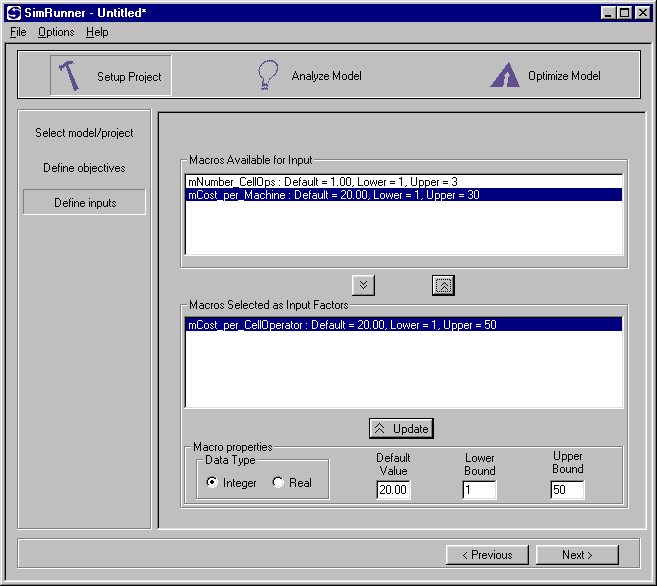 SimRunner - Untitled*
File Options Help
Setup Project
Analyze Model
Optimize Model
Select model/project
Define objectives
Define inputs
Macros Available for Input
mNumber_CellOps : Default = 1.00, Lower = 1, Upper = 3
mCost_per_Machine : Default = 20.00, Lower = 1, Upper = 30
Macros Selected as Input Factors
mCost_per_CellOperator : Default = 20.00, Lower = 1, Upper = 50
Update
Macro properties
Data Type
Integer
Real
Default
Value
20.00
Lower
Bound
1
Upper
Bound
50
< Previous
Next >